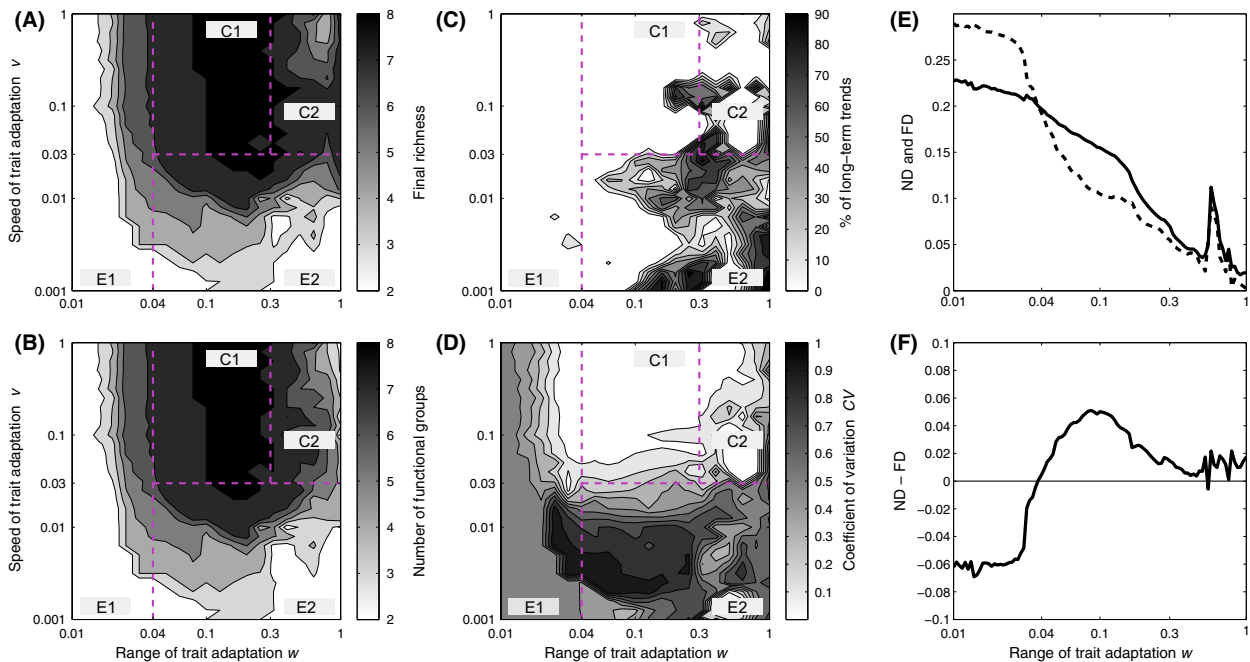 (A)
Speed of trait adaptation v
1
0.1
0.03
0.01
0.001
0.01 0.04 0.1 0.3 1
C1
C2
E1
E2
8
7
6
5
4
3
2
Final richness
(C)
1
0.1
0.03
0.01
0.001
0.01 0.04 0.1 0.3 1
C1
C2
E1
E2
90
80
70
60
50
40
30
20
10
0
% of long-term trends
(E)
ND and FD
0.25
0.2
0.15
0.1
0.05
0
0.01 0.04 0.1 0.3 1
(B)
Speed of trait adaptation v
1
0.1
0.03
0.01
0.001
0.01 0.04 0.1 0.3 1
Range of trait adaptation w
C1
C2
E1
E2
8
7
6
5
4
3
2
Number of functional groups
(D)
1
0.1
0.03
0.01
0.001
0.01 0.04 0.1 0.3 1
Range of trait adaptation w
C1
C2
E1
E2
1
0.9
0.8
0.7
0.6
0.5
0.4
0.3
0.2
0.1
Coefficient of variation CV
(F)
ND − FD
0.1
0.08
0.06
0.04
0.02
0
−0.02
−0.04
−0.06
−0.08
−0.1
0.01 0.04 0.1 0.3 1
Range of trait adaptation w